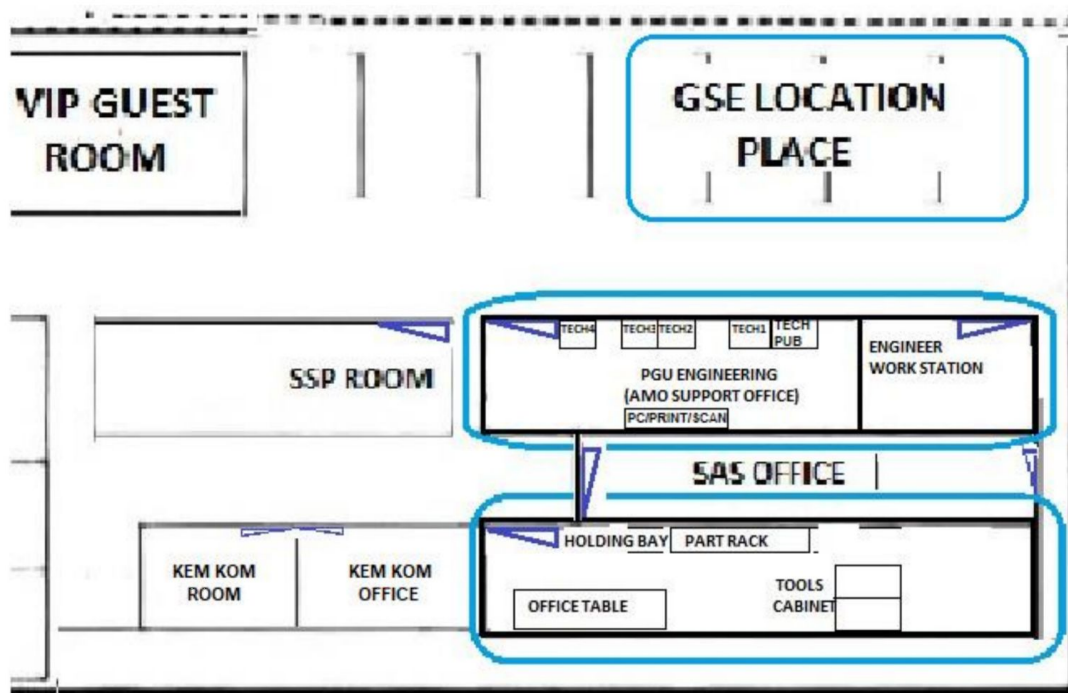 VIP GUEST
ROOM
GSE LOCATION
PLACE
SSP ROOM
TECH4
TECH3
TECH2
TECH1
TECH
PUB
PGU ENGINEERING
(AMO SUPPORT OFFICE)
PC/PRINT/SCAN
ENGINEER
WORK STATION
SAS OFFICE
KEM KOM
ROOM
KEM KOM
OFFICE
HOLDING BAY
PART RACK
OFFICE TABLE
TOOLS
CABINET